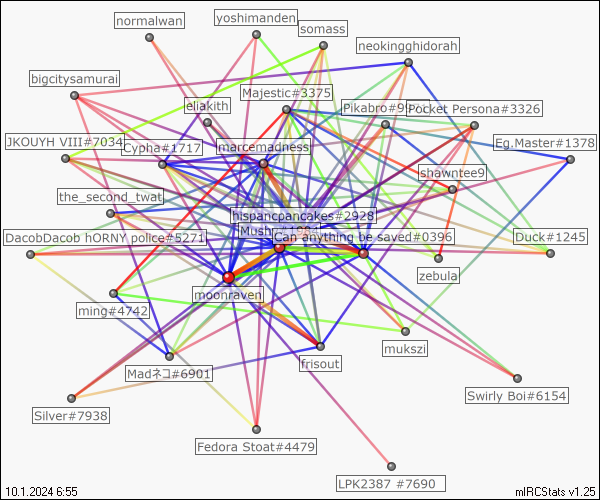 normalwan
yoshimanden
somass
neokingghidorah
bigcitysamurai
Majestic#3375
eliakith
Pocket Persona#3326
JKOUYH VIII#7034
Cypha#1717
marcemadness
Eg.Master#1378
shawntee9
the_second_twat
hispancpancakes#2928
DacobDacob hORNY police#5271
Can anything be saved#0396
Duck#1245
zebula
moonraven
ming#4742
mukszi
frisout
Madネコ#6901
Swirly Boi#6154
Silver#7938
Fedora Stoat#4479
LPK2387 #7690
10.1.2024 6:55
mIRCStats v1.25